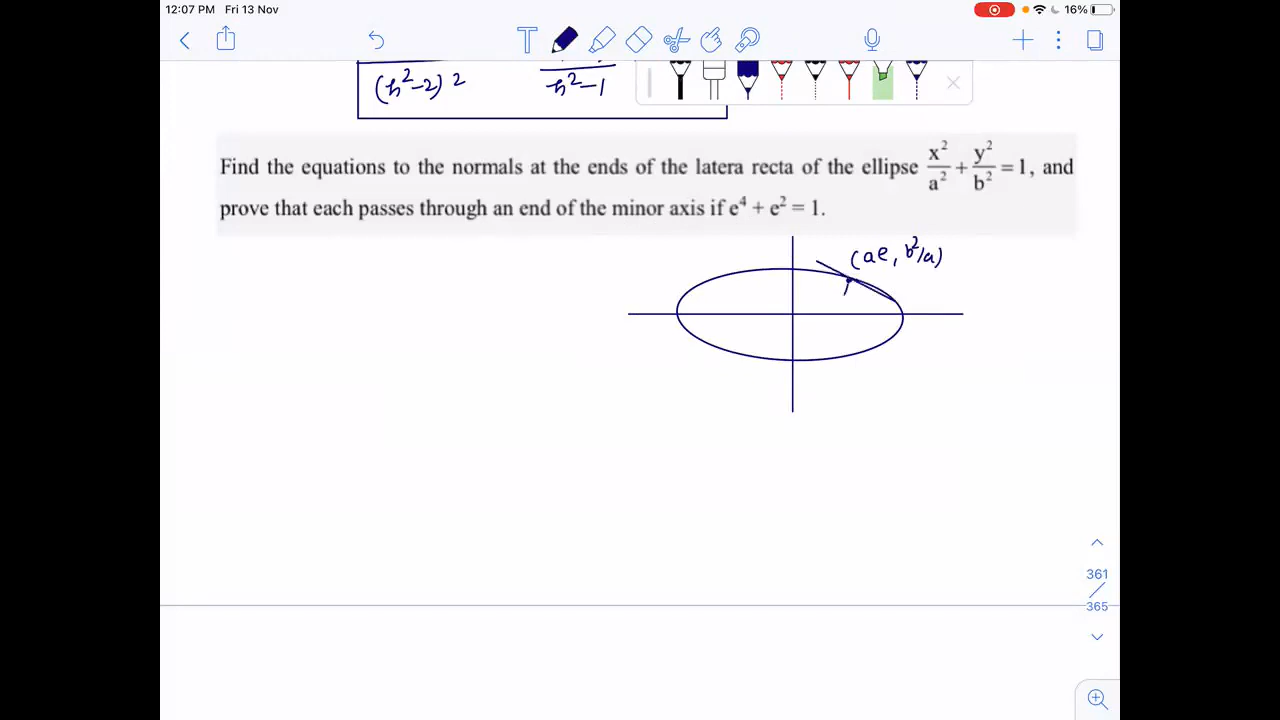 12:07 PM Fri 13 Nov
16%
T
(h²-2)²
h²-1
Find the equations to the normals at the ends of the latera recta of the ellipse x²/a² + y²/b² = 1, and
prove that each passes through an end of the minor axis if e⁴ + e² = 1.
(ae, b²/a)
361
/
365